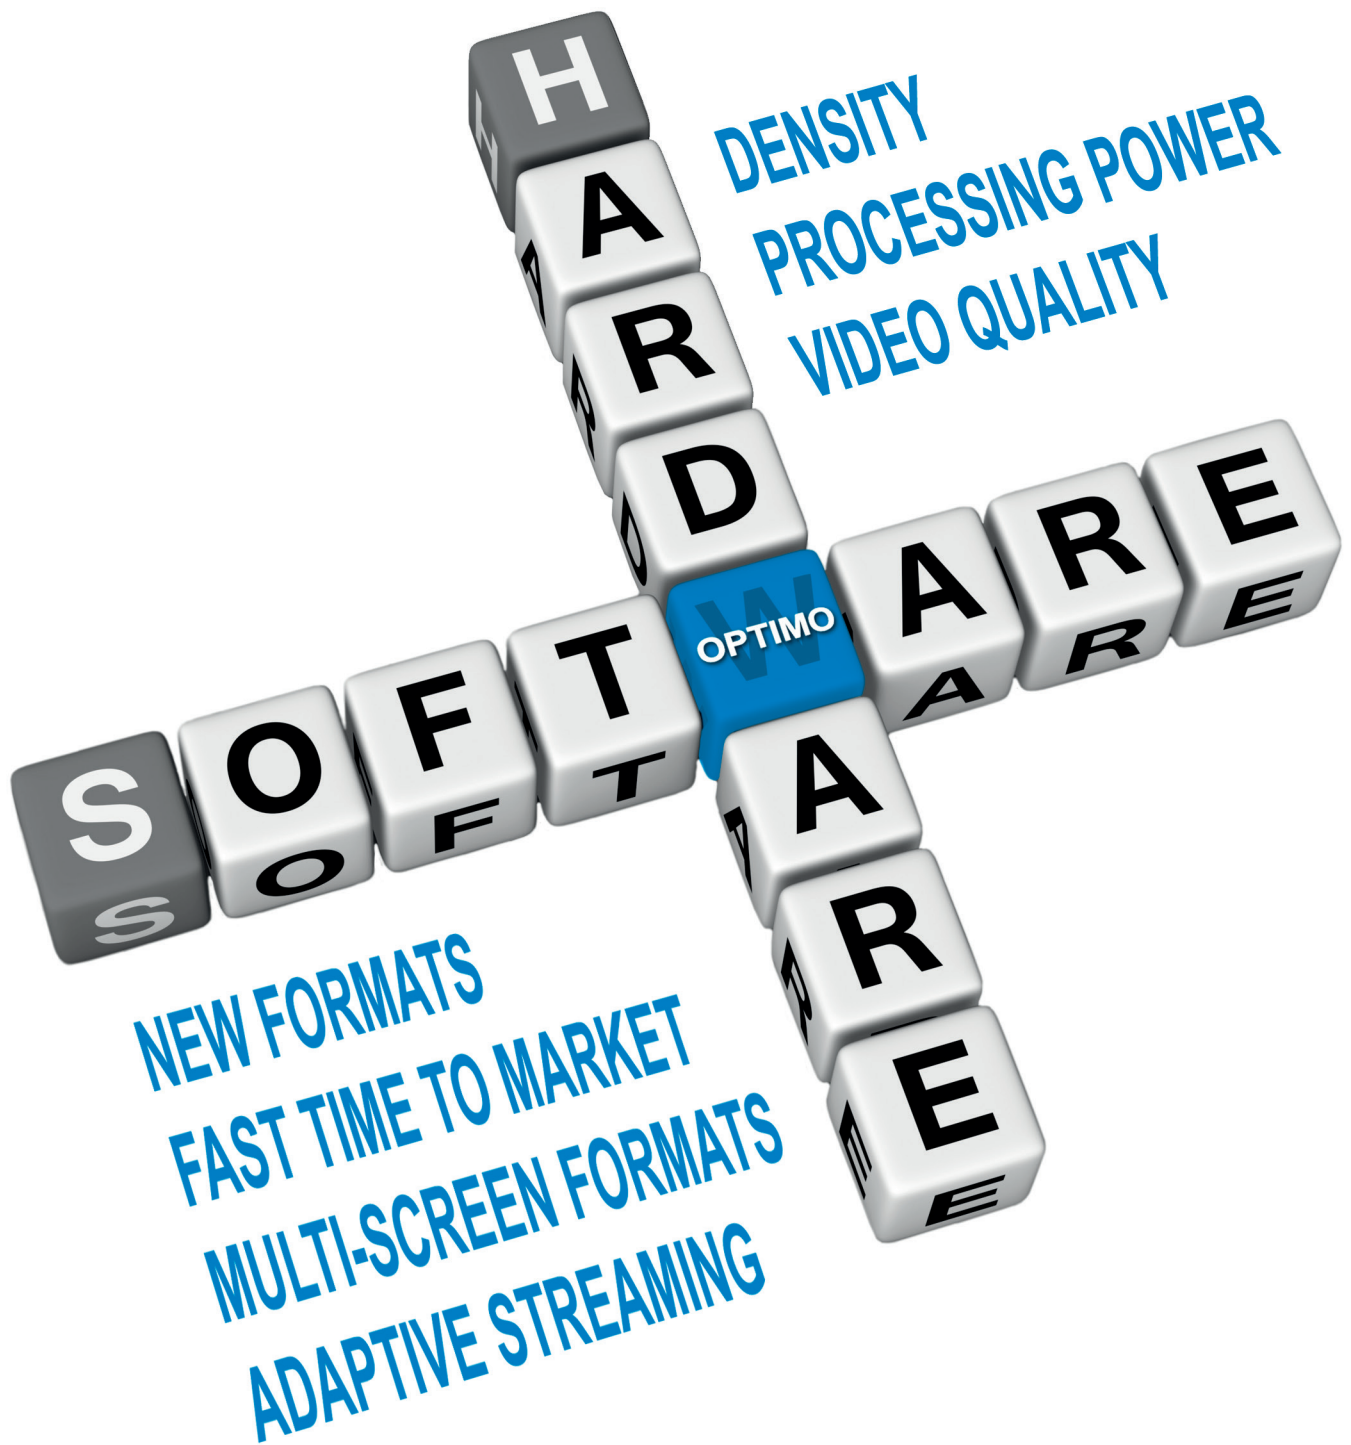 HARDWARE
DENSITY
PROCESSING POWER
VIDEO QUALITY
SOFTWARE
OPTIMO
NEW FORMATS
FAST TIME TO MARKET
MULTI-SCREEN FORMATS
ADAPTIVE STREAMING